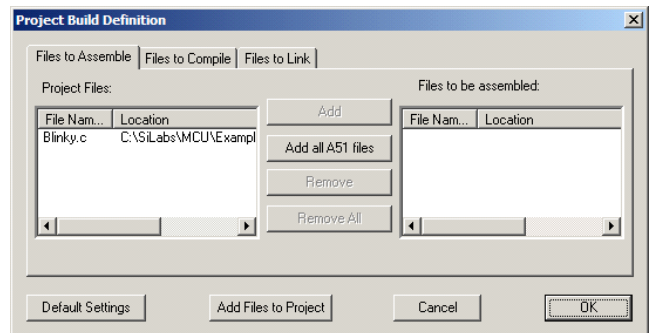 Project Build Definition
Files to Assemble Files to Compile Files to Link
Project Files:
Files to be assembled:
File Nam... Location
Blinky.c C:\SiLabs\MCU\Exampl
Add
Add all A51 files
Remove
Remove All
File Nam... Location
Default Settings Add Files to Project Cancel OK